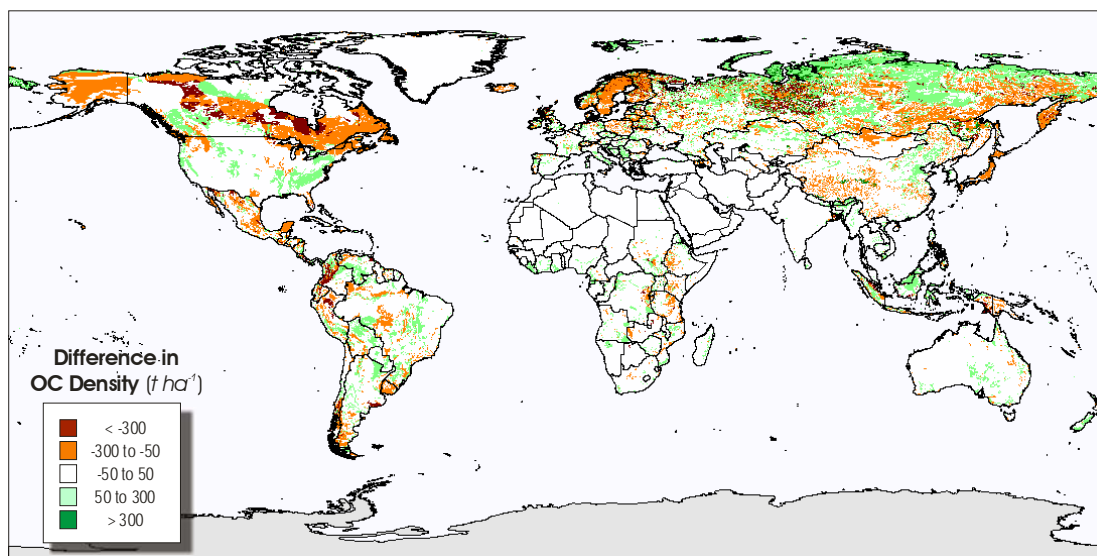 Difference in
OC Density (t ha⁻¹)
< -300
-300 to -50
-50 to 50
50 to 300
> 300